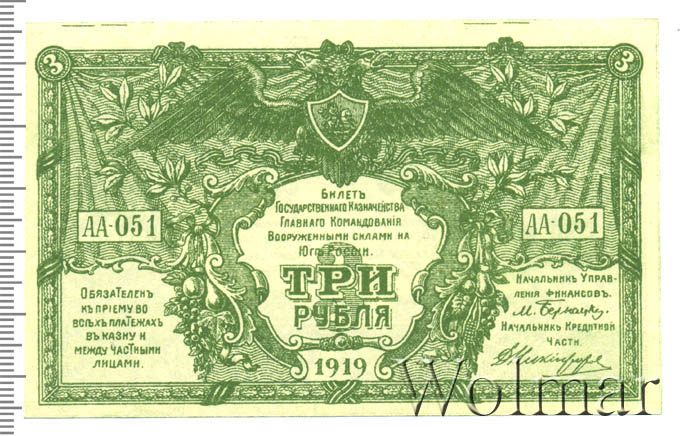 3
3
Билетъ
Государственнаго Казначейства
Главнаго Командованія
Вооруженными силами на
Югѣ Россіи.
АА-051
АА-051
ТРИ
РУБЛЯ
1919
Обязателенъ
къ пріему во
всѣхъ платежахъ
въ казну и
между частными
лицами.
Начальникъ Управ-
ленія Финансовъ.
М. Бернацкій
Начальникъ Кредитной
Части.
Wolmar